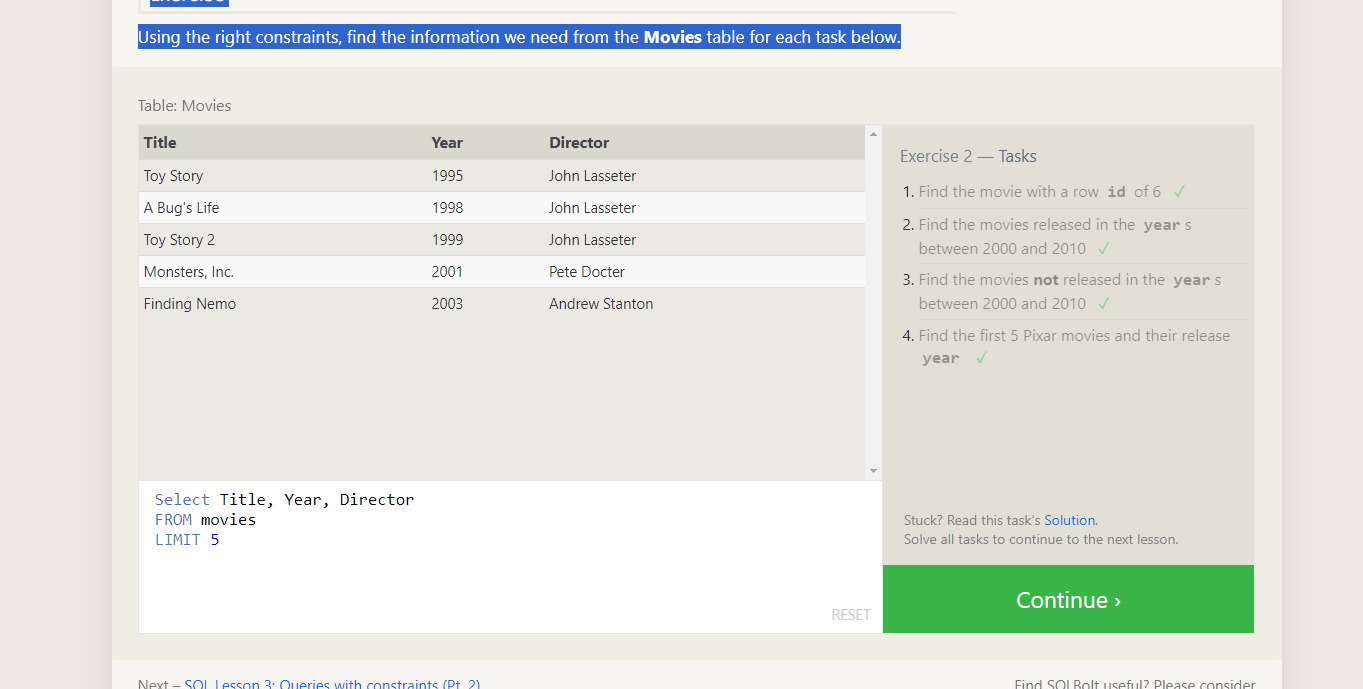 Exercise
Using the right constraints, find the information we need from the Movies table for each task below.
Table: Movies
Title Year Director
Toy Story 1995 John Lasseter
A Bug's Life 1998 John Lasseter
Toy Story 2 1999 John Lasseter
Monsters, Inc. 2001 Pete Docter
Finding Nemo 2003 Andrew Stanton
Select Title, Year, Director
FROM movies
LIMIT 5
RESET
Exercise 2 — Tasks
1. Find the movie with a row id of 6 ✓
2. Find the movies released in the year s
between 2000 and 2010 ✓
3. Find the movies not released in the year s
between 2000 and 2010 ✓
4. Find the first 5 Pixar movies and their release
year ✓
Stuck? Read this task's Solution.
Solve all tasks to continue to the next lesson.
Continue ›
Next – SQL Lesson 3: Queries with constraints (Pt. 2)
Find SQLBolt useful? Please consider